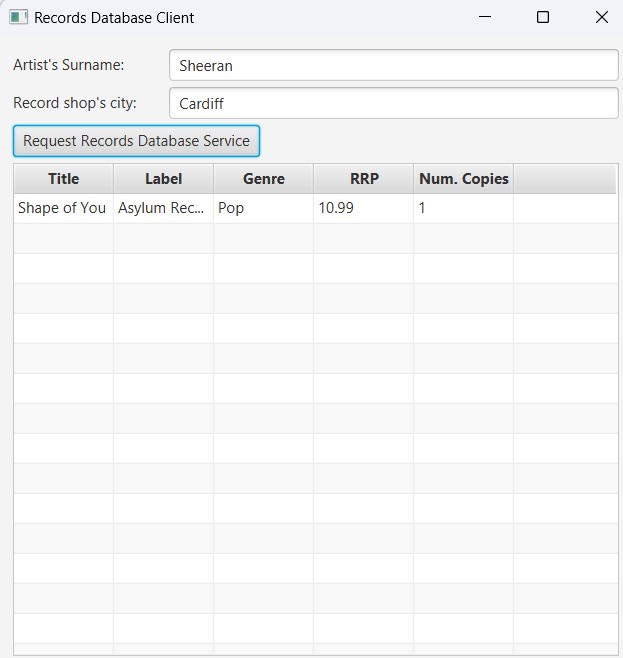 Records Database Client
Artist's Surname: Sheeran
Record shop's city: Cardiff
Request Records Database Service
Title Label Genre RRP Num. Copies
Shape of You Asylum Rec... Pop 10.99 1